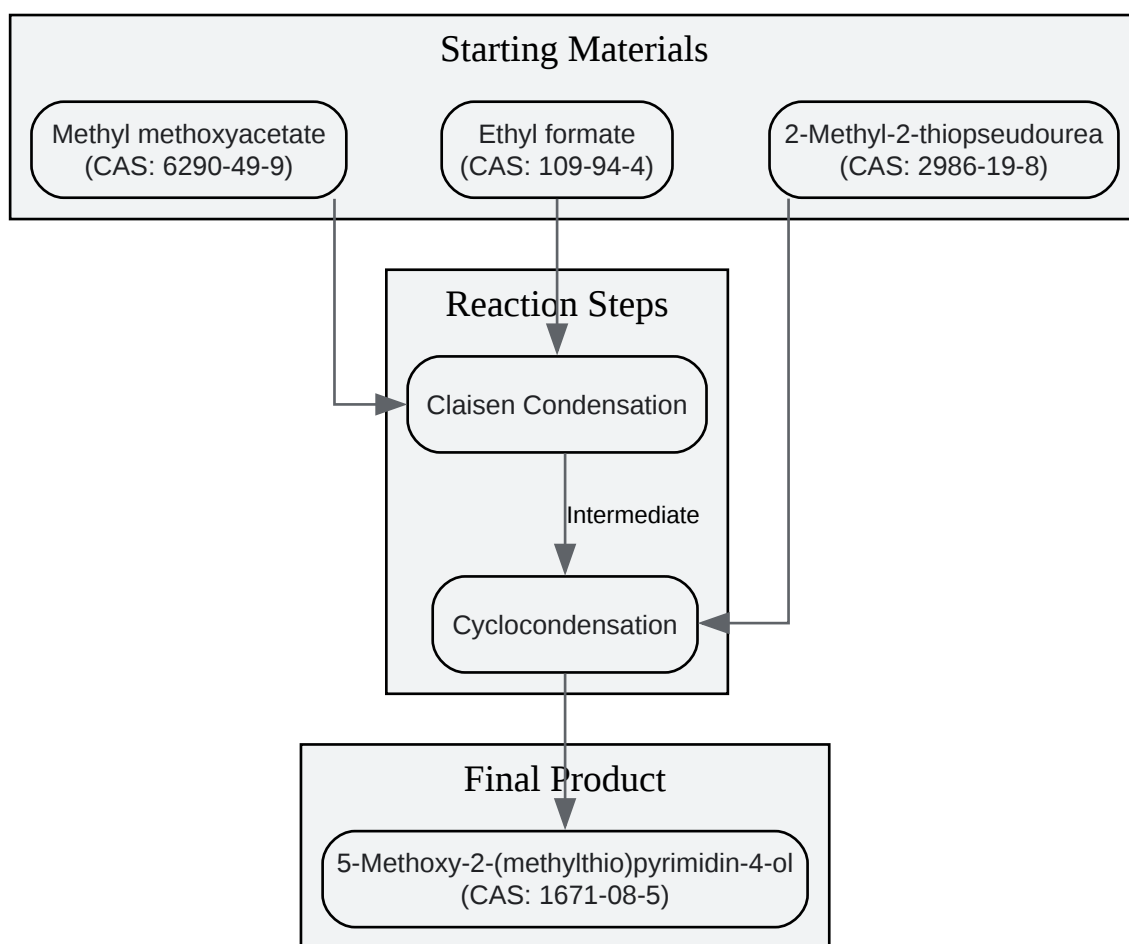 Starting Materials
Methyl methoxyacetate
(CAS: 6290-49-9)
Ethyl formate
(CAS: 109-94-4)
2-Methyl-2-thiopseudourea
(CAS: 2986-19-8)
Reaction Steps
Claisen Condensation
Intermediate
Cyclocondensation
Final Product
5-Methoxy-2-(methylthio)pyrimidin-4-ol
(CAS: 1671-08-5)